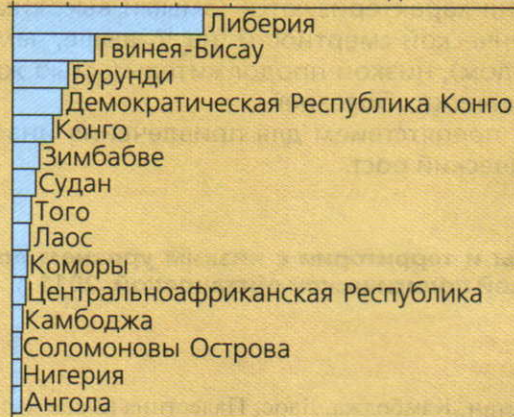 Либерия
Гвинея-Бисау
Бурунди
Демократическая Республика Конго
Конго
Зимбабве
Судан
Того
Лаос
Коморы
Центральноафриканская Республика
Камбоджа
Соломоновы Острова
Нигерия
Ангола